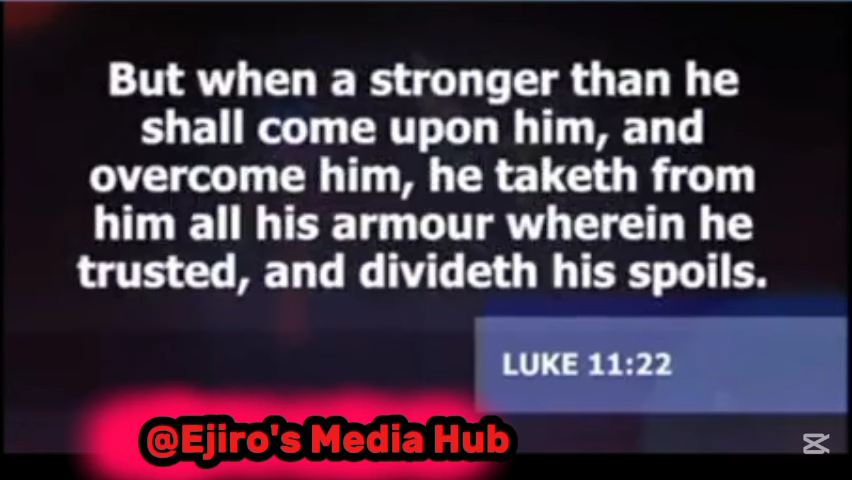 But when a stronger than he
shall come upon him, and
overcome him, he taketh from
him all his armour wherein he
trusted, and divideth his spoils.
LUKE 11:22
@Ejiro's Media Hub